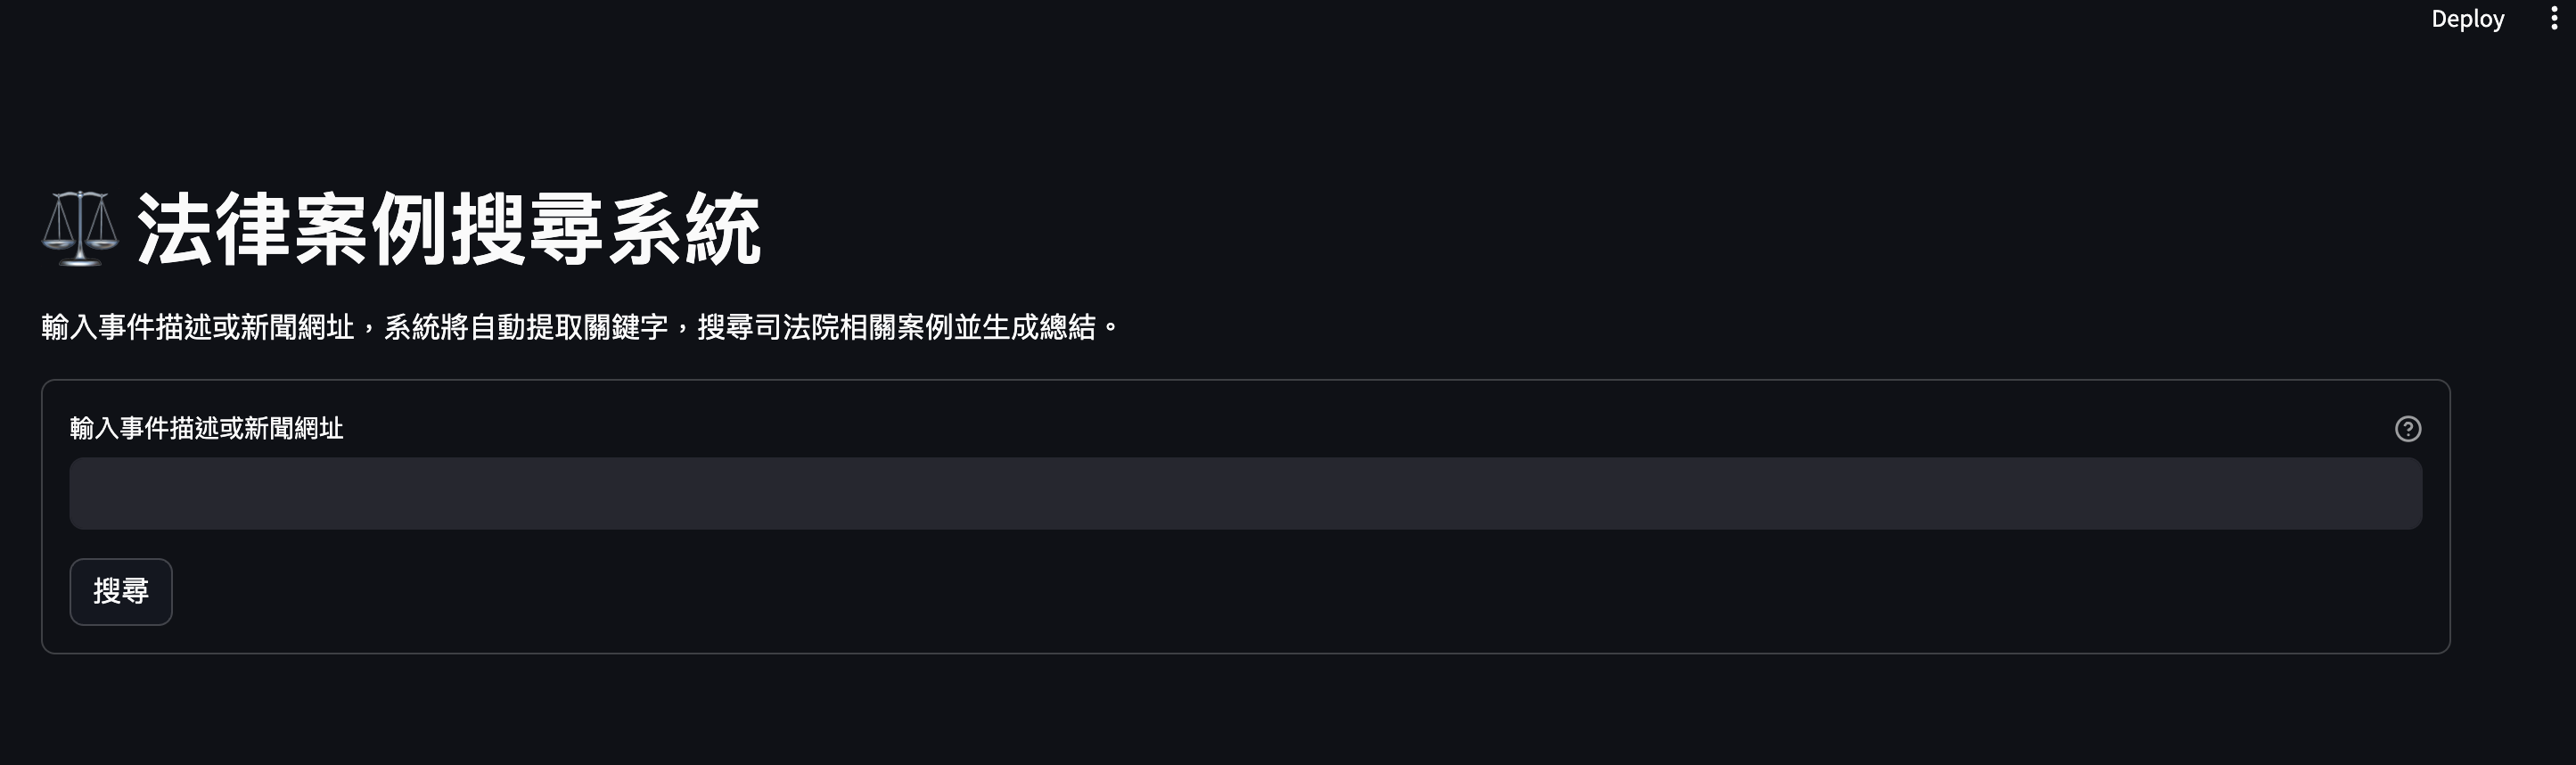 Deploy
法律案例搜尋系統
輸入事件描述或新聞網址，系統將自動提取關鍵字，搜尋司法院相關案例並生成總結。
輸入事件描述或新聞網址
搜尋